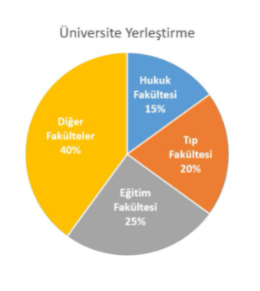 Üniversite Yerleştirme
Hukuk
Fakültesi
15%
Tıp
Fakültesi
20%
Eğitim
Fakültesi
25%
Diğer
Fakülteler
40%